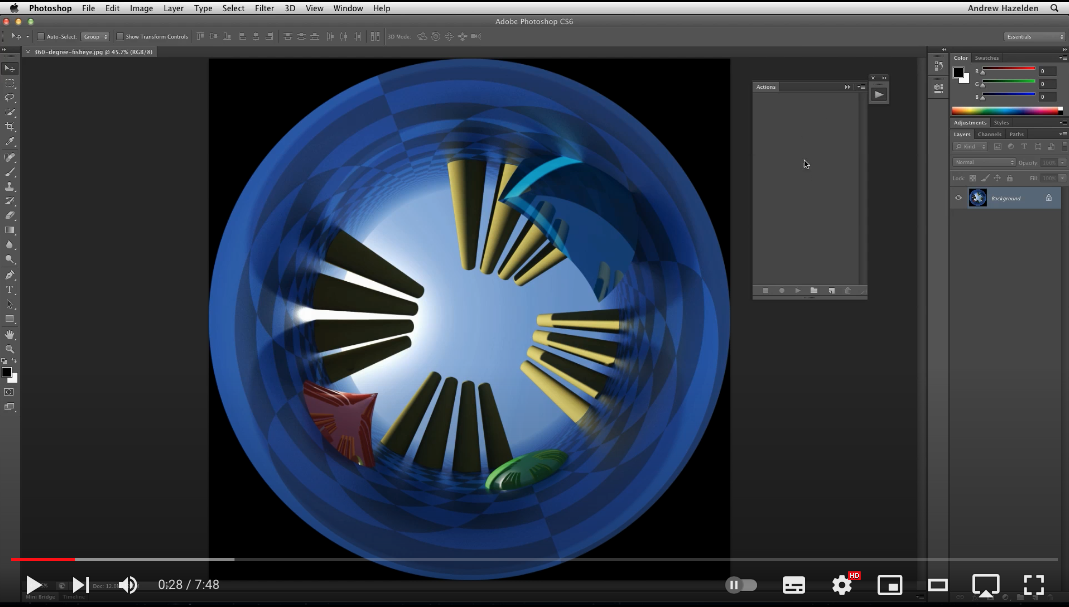 Photoshop File Edit Image Layer Type Select Filter 3D View Window Help Andrew Hazelden
Adobe Photoshop CS6
Auto-Select: Group Show Transform Controls 3D Mode: Essentials
360-degree-fisheye.jpg @ 45.7% (RGB/8)
Color Swatches
R 0
G 0
B 0
Actions
Adjustments Styles
Layers Channels Paths
Kind
Normal Opacity: 100%
Lock: Fill: 100%
Background
0:28 / 7:48
HD
Mini Bridge Timeline